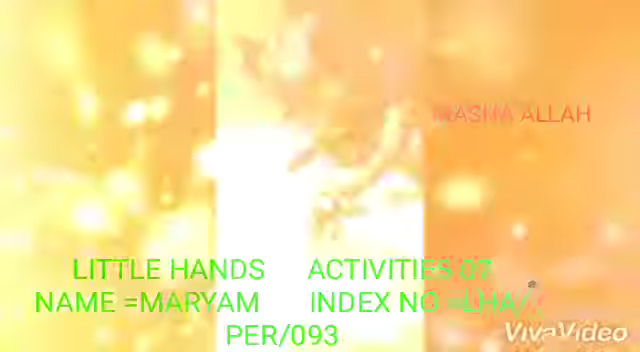 MASHA ALLAH
LITTLE HANDS ACTIVITIES 07
NAME =MARYAM INDEX NO =LHA/
PER/093
VivaVideo